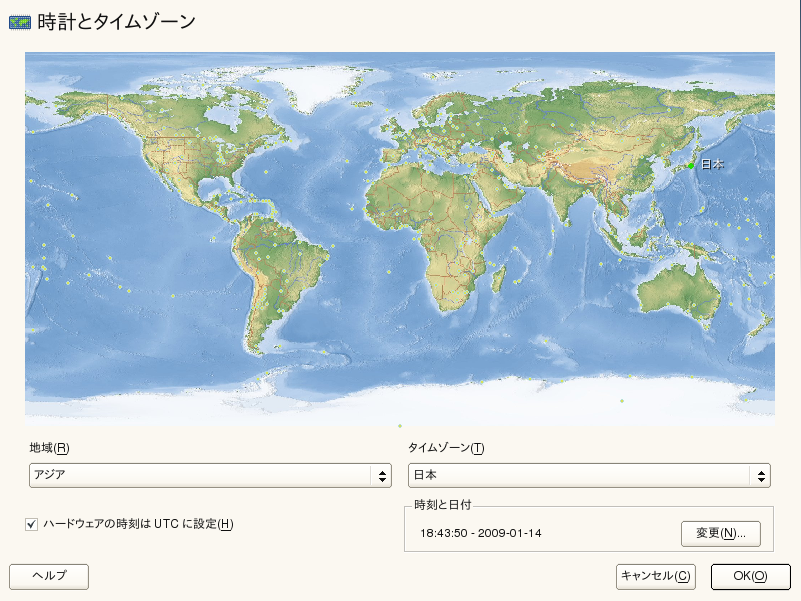 時計とタイムゾーン
日本
地域(R)
タイムゾーン(T)
アジア
日本
ハードウェアの時刻は UTC に設定(H)
時刻と日付
18:43:50 - 2009-01-14
変更(N)...
ヘルプ
キャンセル(C)
OK(O)